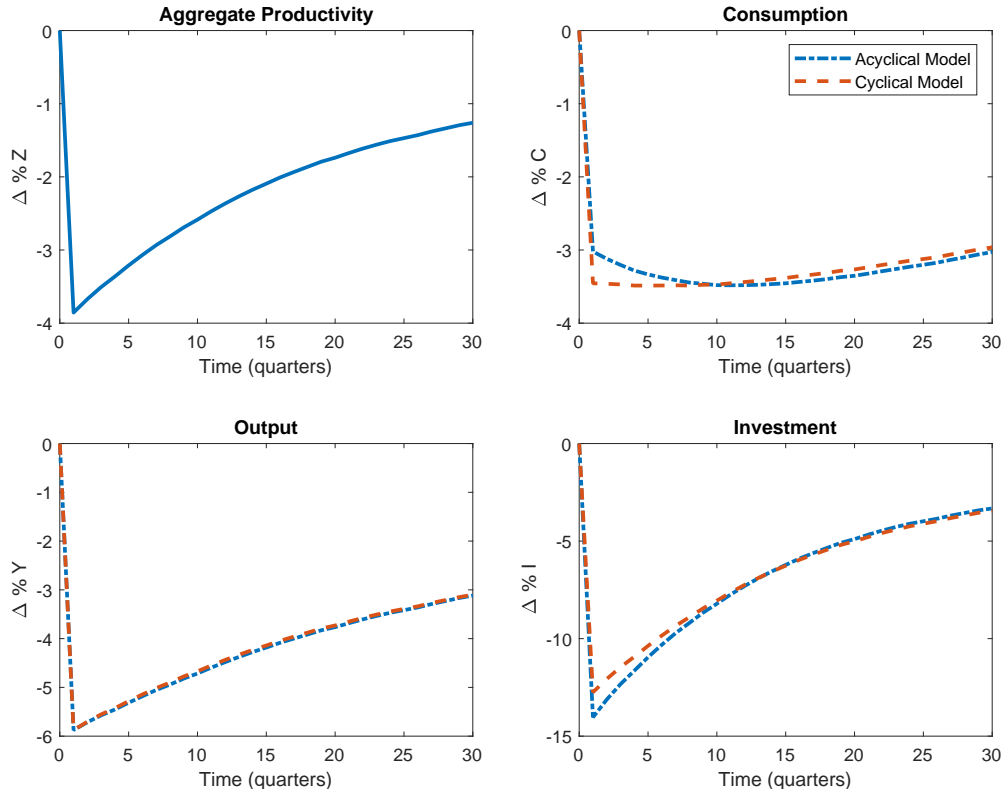 Aggregate Productivity
0
-1
-2
-3
-4
Δ % Z
0 5 10 15 20 25 30
Time (quarters)
Consumption
Acyclical Model
Cyclical Model
0
-1
-2
-3
-4
Δ % C
0 5 10 15 20 25 30
Time (quarters)
Output
0
-1
-2
-3
-4
-5
-6
Δ % Y
0 5 10 15 20 25 30
Time (quarters)
Investment
0
-5
-10
-15
Δ % I
0 5 10 15 20 25 30
Time (quarters)